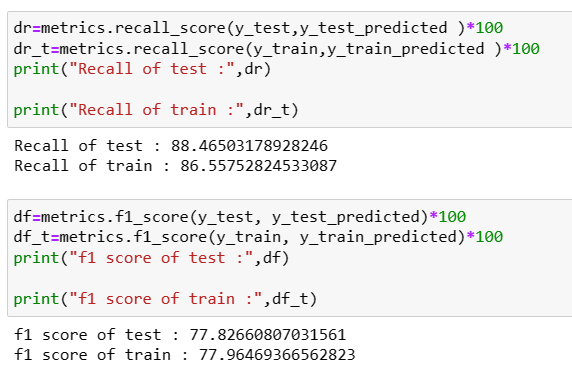 dr=metrics.recall_score(y_test,y_test_predicted )*100
dr_t=metrics.recall_score(y_train,y_train_predicted )*100
print("Recall of test :",dr)
print("Recall of train :",dr_t)
Recall of test : 88.46503178928246
Recall of train : 86.55752824533087
df=metrics.f1_score(y_test, y_test_predicted)*100
df_t=metrics.f1_score(y_train, y_train_predicted)*100
print("f1 score of test :",df)
print("f1 score of train :",df_t)
f1 score of test : 77.82660807031561
f1 score of train : 77.96469366562823